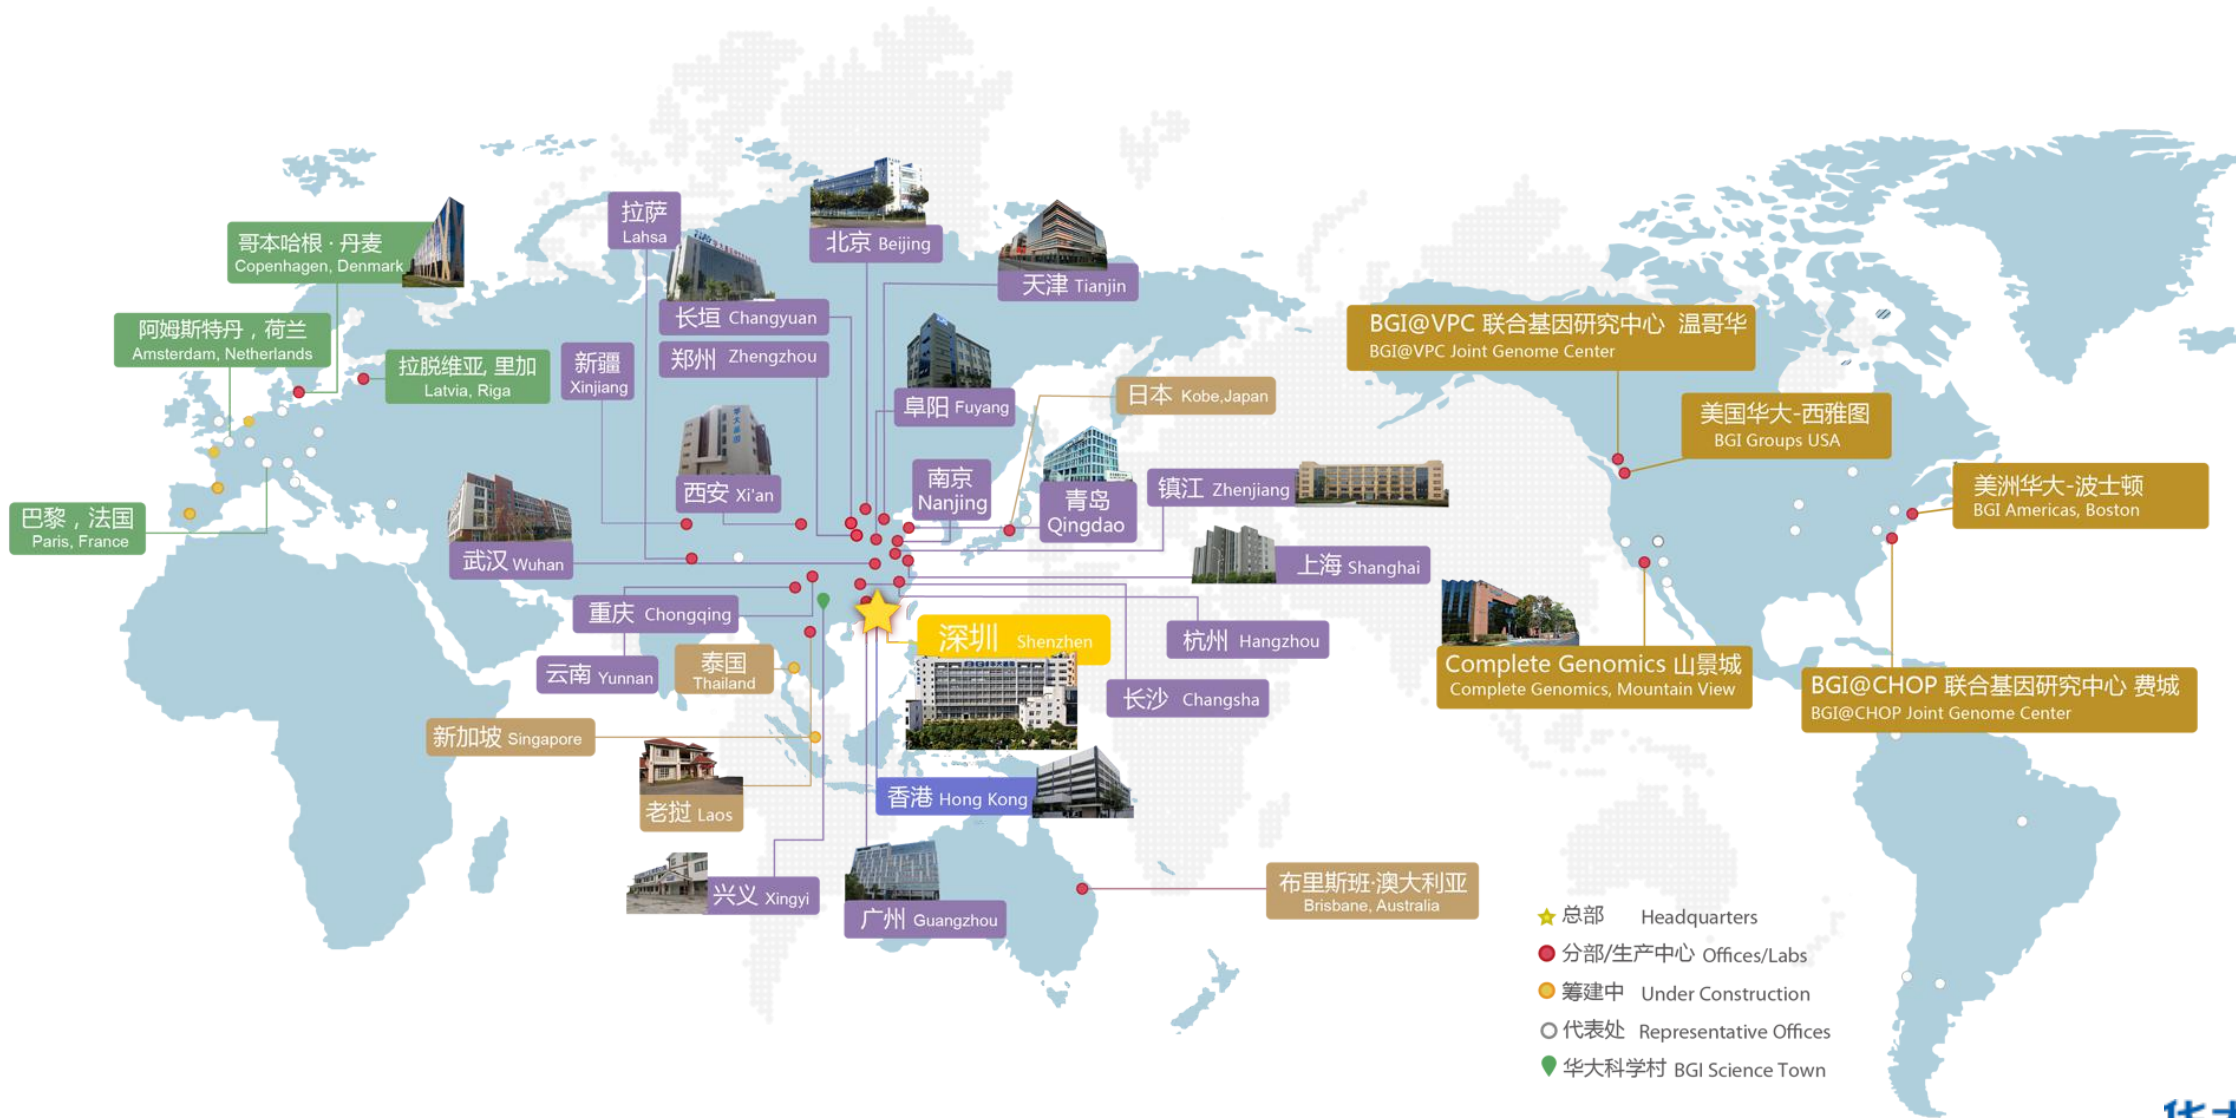 哥本哈根 · 丹麦
Copenhagen, Denmark
阿姆斯特丹，荷兰
Amsterdam, Netherlands
拉脱维亚, 里加
Latvia, Riga
巴黎，法国
Paris, France
拉萨
Lahsa
北京 Beijing
天津 Tianjin
长垣 Changyuan
郑州 Zhengzhou
新疆
Xinjiang
阜阳 Fuyang
日本 Kobe,Japan
西安 Xi'an
南京
Nanjing
青岛
Qingdao
镇江 Zhenjiang
武汉 Wuhan
上海 Shanghai
重庆 Chongqing
云南 Yunnan
泰国
Thailand
深圳 Shenzhen
杭州 Hangzhou
长沙 Changsha
新加坡 Singapore
老挝 Laos
香港 Hong Kong
兴义 Xingyi
广州 Guangzhou
布里斯班·澳大利亚
Brisbane, Australia
BGI@VPC 联合基因研究中心 温哥华
BGI@VPC Joint Genome Center
美国华大-西雅图
BGI Groups USA
美洲华大-波士顿
BGI Americas, Boston
Complete Genomics 山景城
Complete Genomics, Mountain View
BGI@CHOP 联合基因研究中心 费城
BGI@CHOP Joint Genome Center
总部 Headquarters
分部/生产中心 Offices/Labs
筹建中 Under Construction
代表处 Representative Offices
华大科学村 BGI Science Town